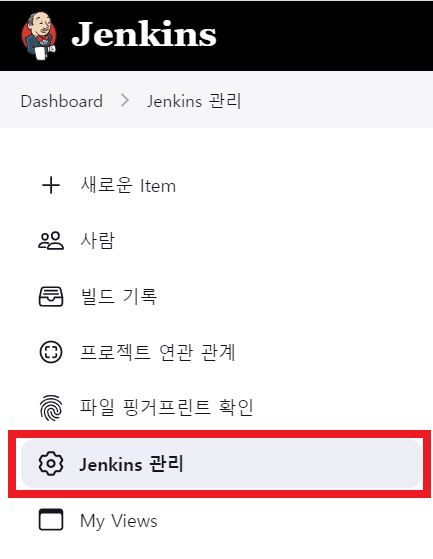 Jenkins
Dashboard > Jenkins 관리
새로운 Item
사람
빌드 기록
프로젝트 연관 관계
파일 핑거프린트 확인
Jenkins 관리
My Views